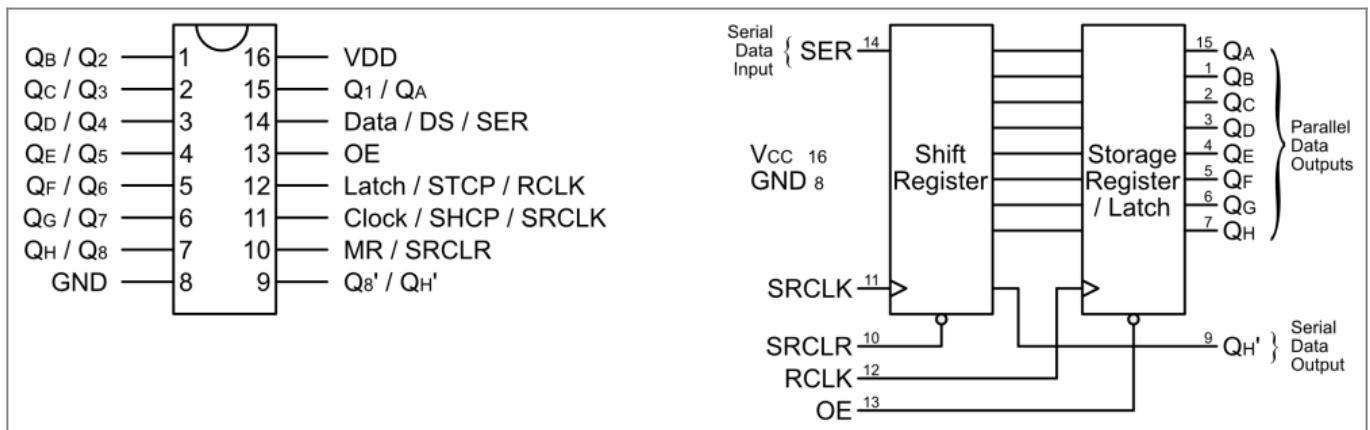 QB / Q2 1 16 VDD
QC / Q3 2 15 Q1 / QA
QD / Q4 3 14 Data / DS / SER
QE / Q5 4 13 OE
QF / Q6 5 12 Latch / STCP / RCLK
QG / Q7 6 11 Clock / SHCP / SRCLK
QH / Q8 7 10 MR / SRCLR
GND 8 9 Q8' / QH'
Serial
Data
Input
{ SER 14
VCC 16
GND 8
Shift
Register
Storage
Register
/ Latch
15 QA
1 QB
2 QC
3 QD
4 QE
5 QF
6 QG
7 QH
Parallel
Data
Outputs
SRCLK 11
SRCLR 10
RCLK 12
OE 13
9 QH' }
Serial
Data
Output